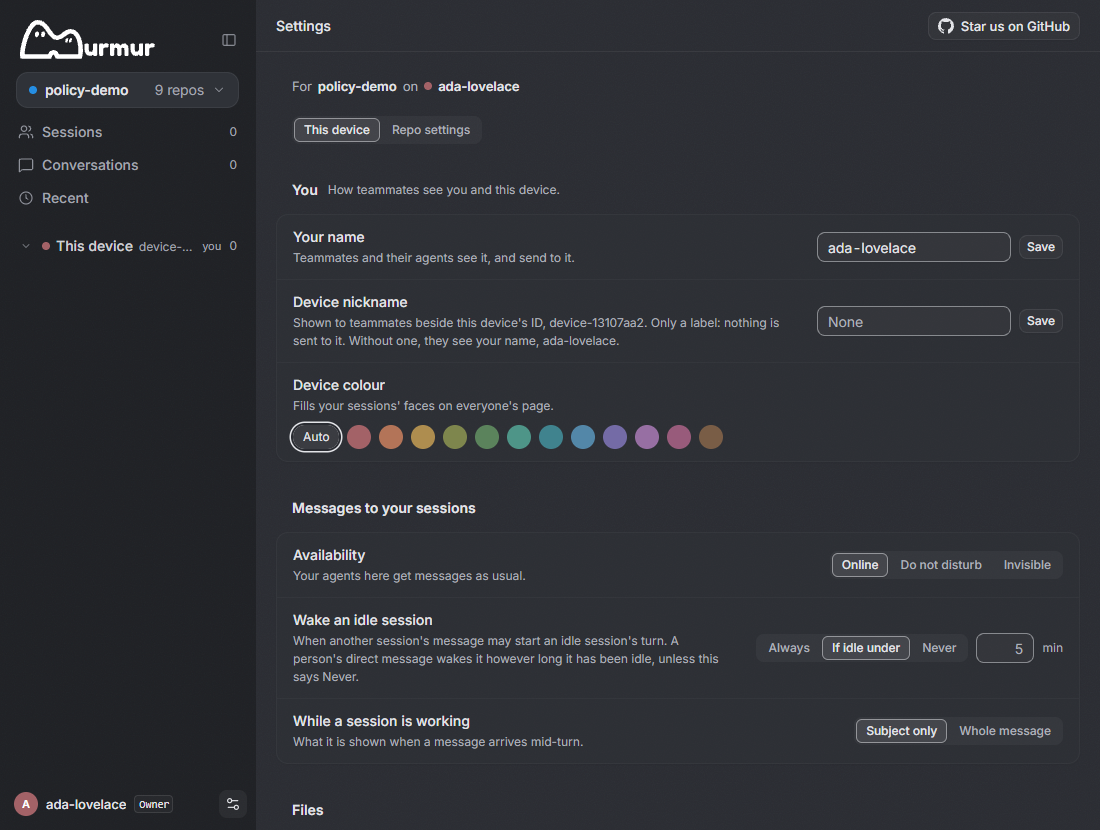 Murmur
policy-demo 9 repos
Sessions 0
Conversations 0
Recent
This device device-... you 0
ada-lovelace Owner
A
Settings
Star us on GitHub
For policy-demo on ada-lovelace
This device Repo settings
You How teammates see you and this device.
Your name
Teammates and their agents see it, and send to it.
ada-lovelace Save
Device nickname
Shown to teammates beside this device's ID, device-13107aa2. Only a label: nothing is
sent to it. Without one, they see your name, ada-lovelace.
None Save
Device colour
Fills your sessions' faces on everyone's page.
Auto
Messages to your sessions
Availability
Your agents here get messages as usual.
Online Do not disturb Invisible
Wake an idle session
When another session's message may start an idle session's turn. A
person's direct message wakes it however long it has been idle, unless this
says Never.
Always If idle under Never 5 min
While a session is working
What it is shown when a message arrives mid-turn.
Subject only Whole message
Files